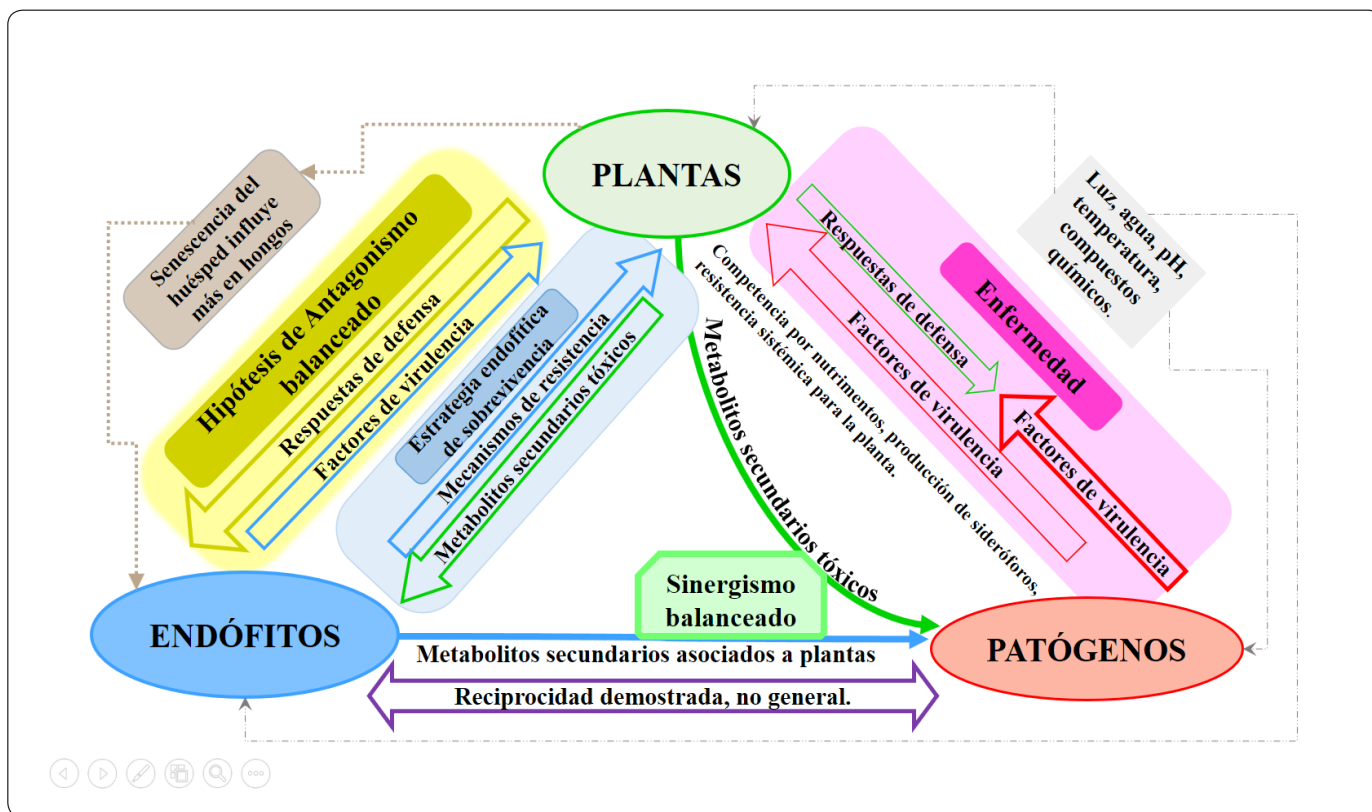 PLANTAS
Senescencia del
huésped influye
más en hongos
Hipótesis de Antagonismo
balanceado
Respuestas de defensa
Factores de virulencia
Estrategia endofítica
de sobrevivencia
Mecanismos de resistencia
Metabolitos secundarios tóxicos
Metabolitos secundarios tóxicos
Competencia por nutrimentos, producción de sideróforos,
resistencia sistémica para la planta.
Respuestas de defensa
Factores de virulencia
Enfermedad
Factores de virulencia
Luz, agua, pH,
temperatura,
compuestos
químicos.
Sinergismo
balanceado
ENDÓFITOS
PATÓGENOS
Metabolitos secundarios asociados a plantas
Reciprocidad demostrada, no general.